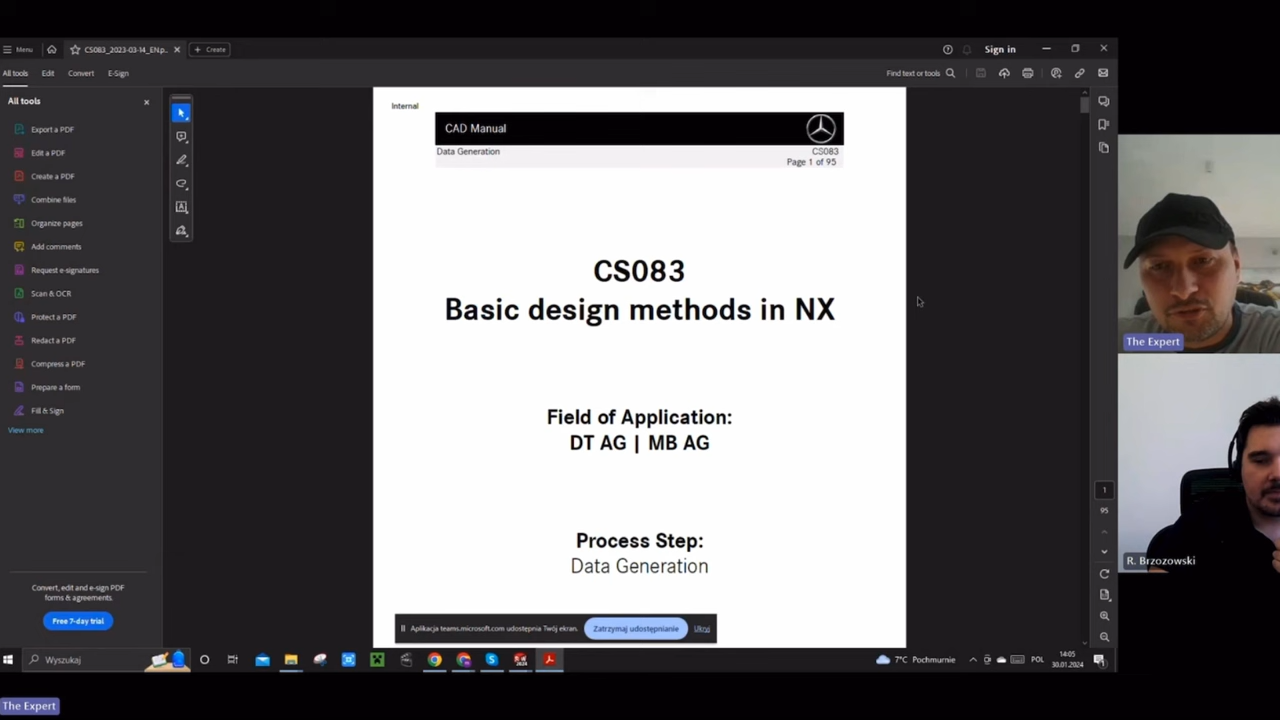 Menu
CS083_2023-03-14_EN.p...
Create
Sign in
All tools
Edit
Convert
E-Sign
Find text or tools
All tools
Export a PDF
Edit a PDF
Create a PDF
Combine files
Organize pages
Add comments
Request e-signatures
Scan & OCR
Protect a PDF
Redact a PDF
Compress a PDF
Prepare a form
Fill & Sign
View more
Convert, edit and e-sign PDF
forms & agreements.
Free 7-day trial
Internal
CAD Manual
Data Generation
CS083
Page 1 of 95
CS083
Basic design methods in NX
Field of Application:
DT AG | MB AG
Process Step:
Data Generation
Aplikacja teams.microsoft.com udostępnia Twój ekran.
Zatrzymaj udostępnianie
Ukryj
1
95
The Expert
R. Brzozowski
Wyszukaj
7°C Pochmurnie
POL
14:05
30.01.2024
The Expert